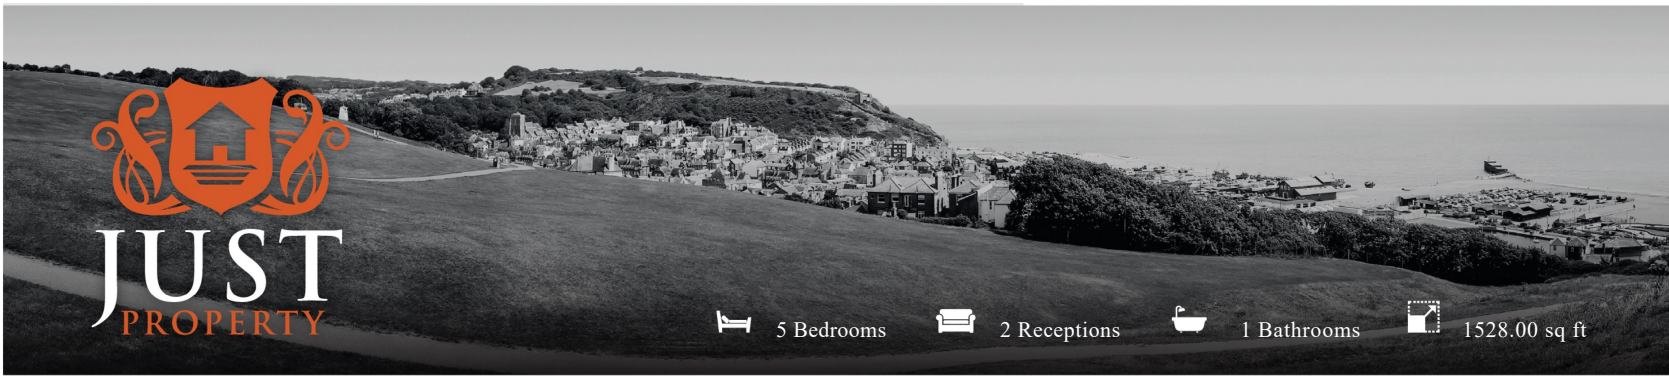 JUST
PROPERTY
5 Bedrooms
2 Receptions
1 Bathrooms
1528.00 sq ft